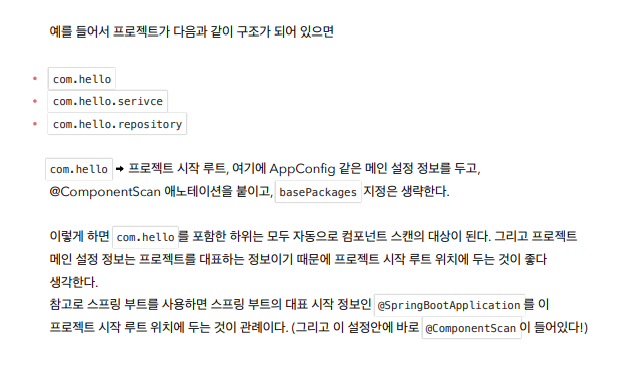 예를 들어서 프로젝트가 다음과 같이 구조가 되어 있으면
• com.hello
• com.hello.serivce
• com.hello.repository
com.hello ➡ 프로젝트 시작 루트, 여기에 AppConfig 같은 메인 설정 정보를 두고,
@ComponentScan 애노테이션을 붙이고, basePackages 지정은 생략한다.
이렇게 하면 com.hello 를 포함한 하위는 모두 자동으로 컴포넌트 스캔의 대상이 된다. 그리고 프로젝트
메인 설정 정보는 프로젝트를 대표하는 정보이기 때문에 프로젝트 시작 루트 위치에 두는 것이 좋다
생각한다.
참고로 스프링 부트를 사용하면 스프링 부트의 대표 시작 정보인 @SpringBootApplication 를 이
프로젝트 시작 루트 위치에 두는 것이 관례이다. (그리고 이 설정안에 바로 @ComponentScan 이 들어있다!)